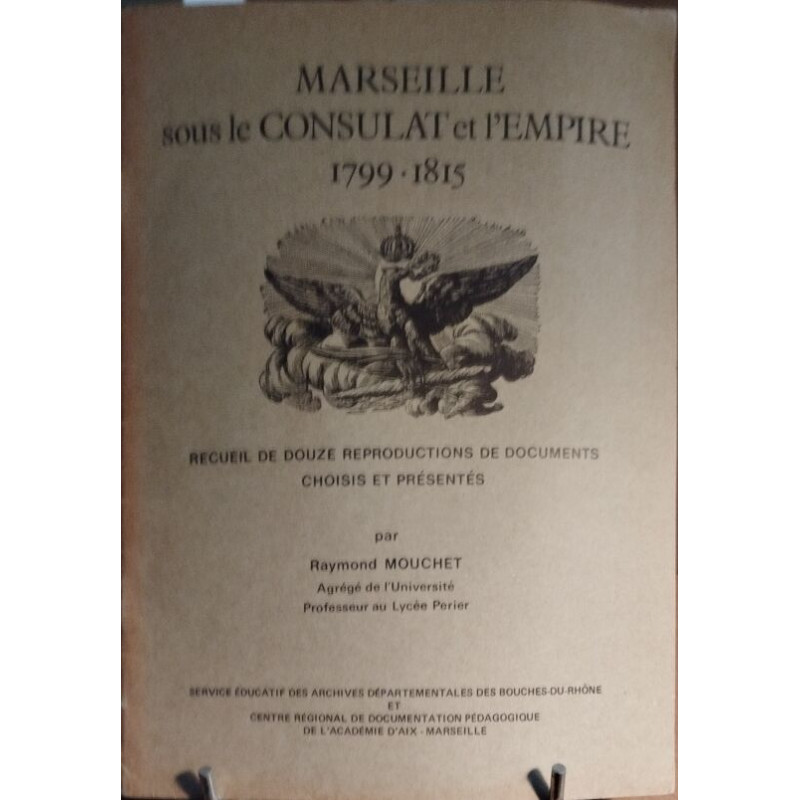 MARSEILLE
sous le CONSULAT et l'EMPIRE
1799 · 1815
RECUEIL DE DOUZE REPRODUCTIONS DE DOCUMENTS
CHOISIS ET PRÉSENTÉS
par
Raymond MOUCHET
Agrégé de l'Université
Professeur au Lycée Perier
SERVICE ÉDUCATIF DES ARCHIVES DÉPARTEMENTALES DES BOUCHES-DU-RHÔNE
ET
CENTRE RÉGIONAL DE DOCUMENTATION PÉDAGOGIQUE
DE L'ACADÉMIE D'AIX - MARSEILLE